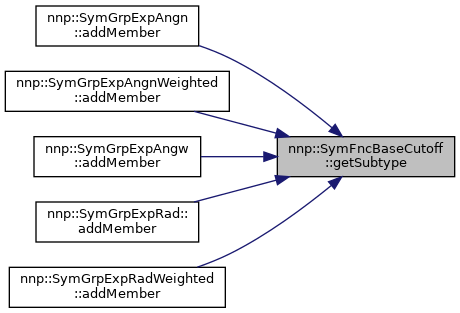 nnp::SymGrpExpAngn
::addMember
nnp::SymGrpExpAngnWeighted
::addMember
nnp::SymGrpExpAngw
::addMember
nnp::SymGrpExpRad::
addMember
nnp::SymGrpExpRadWeighted
::addMember
nnp::SymFncBaseCutoff
::getSubtype